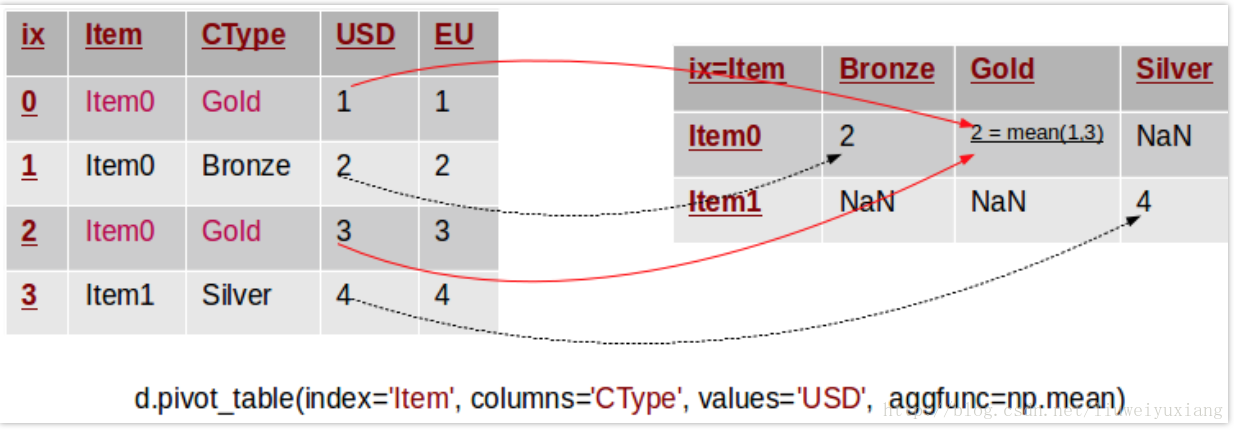 ix Item CType USD EU
0 Item0 Gold 1 1
1 Item0 Bronze 2 2
2 Item0 Gold 3 3
3 Item1 Silver 4 4
ix=Item Bronze Gold Silver
Item0 2 2 = mean(1,3) NaN
Item1 NaN NaN 4
d.pivot_table(index='Item', columns='CType', values='USD', aggfunc=np.mean)
http://blog.csdn.net/liuweiyuxiang